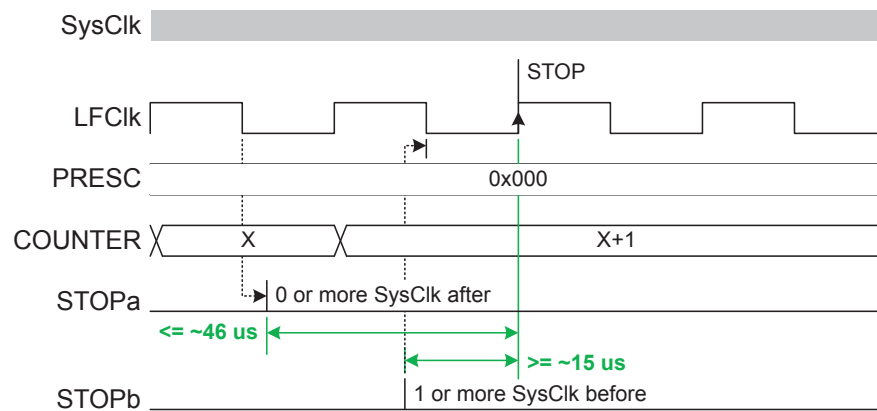 SysClk
STOP
LFClk
PRESC 0x000
COUNTER X X+1
STOPa 0 or more SysClk after
<= ~46 us
>= ~15 us
STOPb 1 or more SysClk before